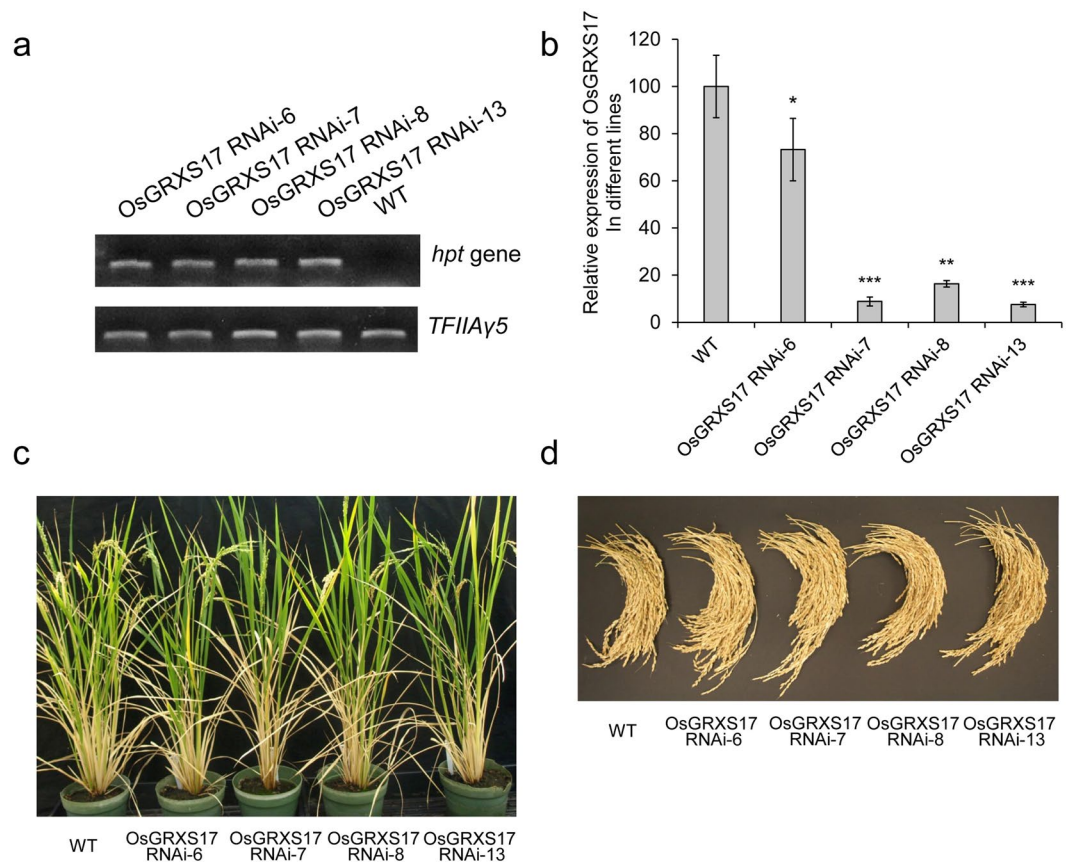 a
OsGRXS17 RNAi-6
OsGRXS17 RNAi-7
OsGRXS17 RNAi-8
OsGRXS17 RNAi-13
WT
hpt gene
TFIIAγ5
b
Relative expression of OsGRXS17
In different lines
120
100
80
60
40
20
0
*
***
**
***
WT
OsGRXS17 RNAi-6
OsGRXS17 RNAi-7
OsGRXS17 RNAi-8
OsGRXS17 RNAi-13
c
WT
OsGRXS17
RNAi-6
OsGRXS17
RNAi-7
OsGRXS17
RNAi-8
OsGRXS17
RNAi-13
d
WT
OsGRXS17
RNAi-6
OsGRXS17
RNAi-7
OsGRXS17
RNAi-8
OsGRXS17
RNAi-13